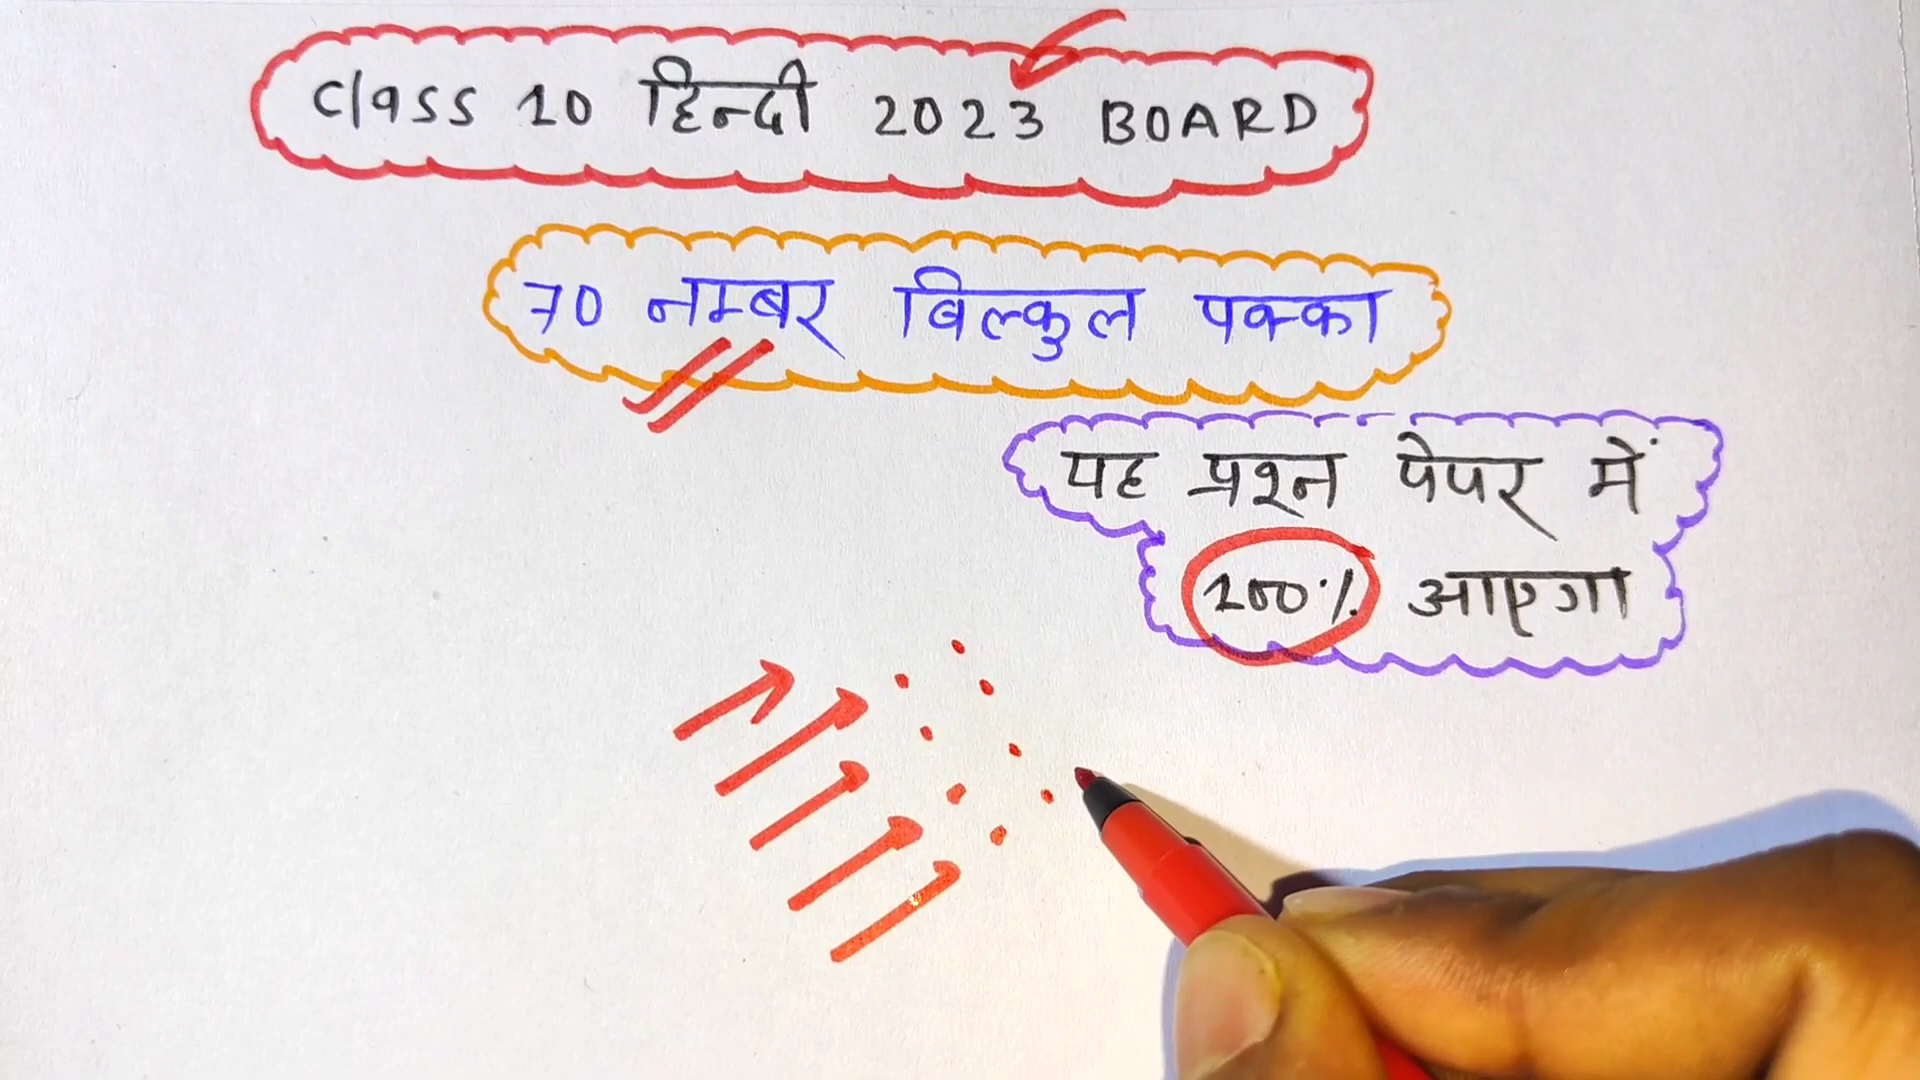 Class 10 हिन्दी 2023 BOARD
70 नम्बर बिल्कुल पक्का
यह प्रश्न पेपर में
100% आएगा